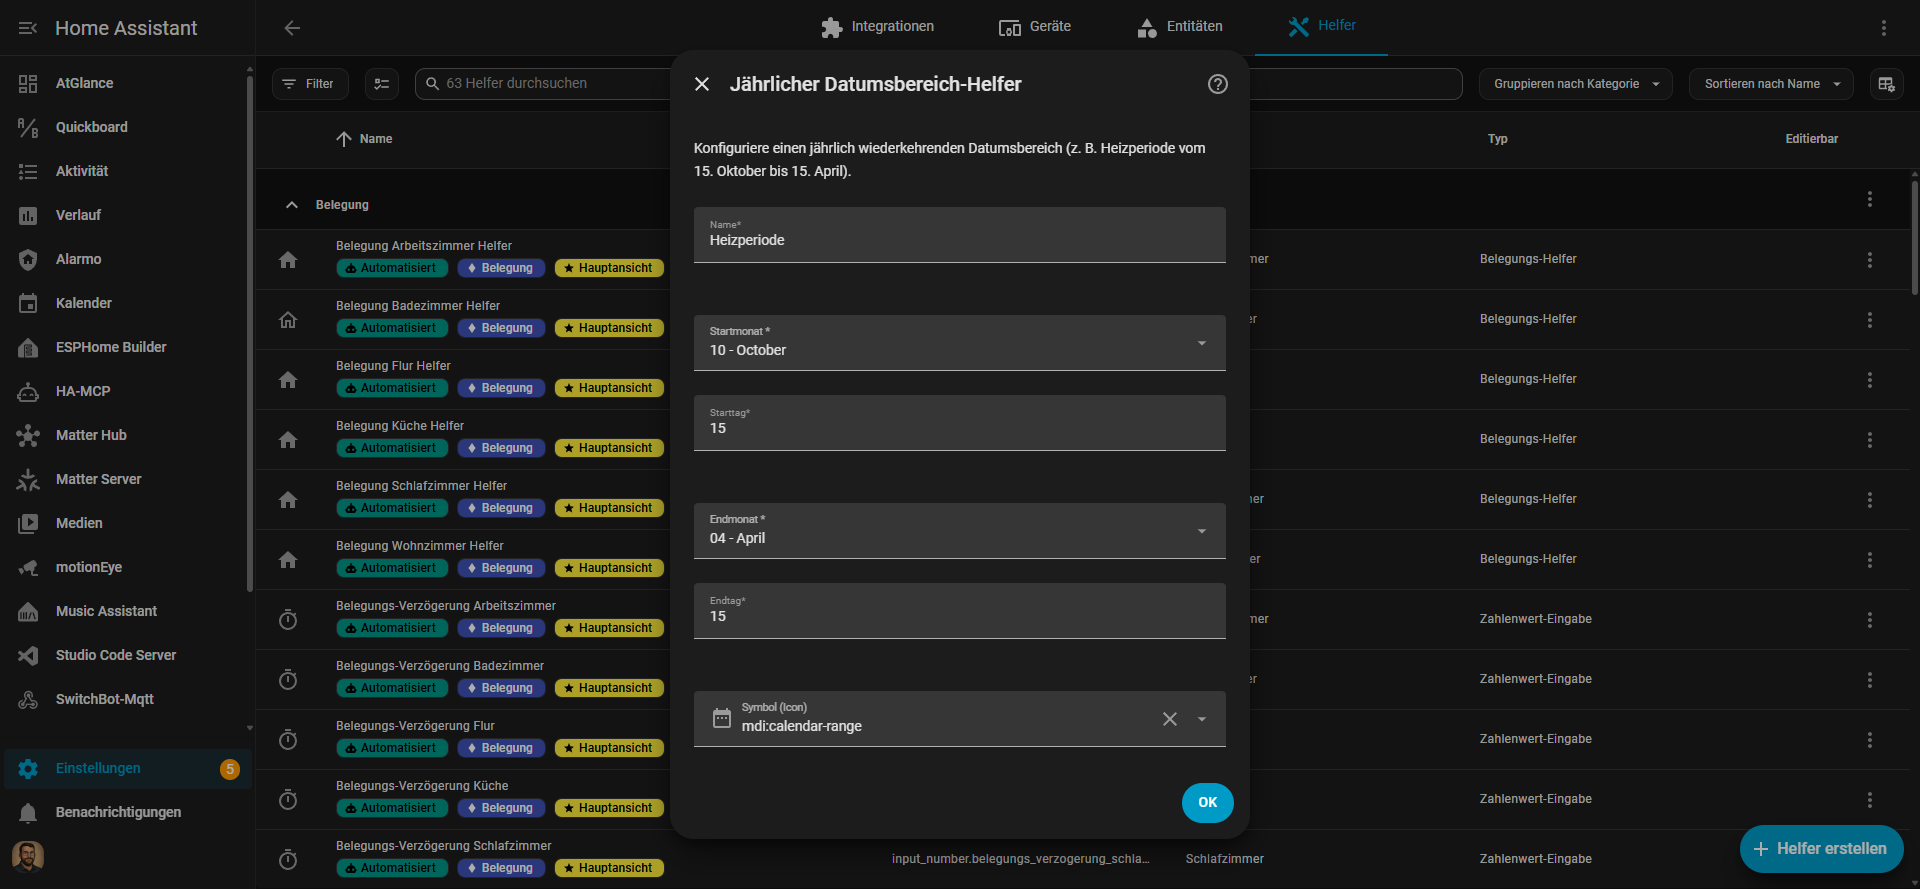 Home Assistant
Integrationen
Geräte
Entitäten
Helfer
AtGlance
Quickboard
Aktivität
Verlauf
Alarmo
Kalender
ESPHome Builder
HA-MCP
Matter Hub
Matter Server
Medien
motionEye
Music Assistant
Studio Code Server
SwitchBot-Mqtt
Einstellungen
5
Benachrichtigungen
Filter
63 Helfer durchsuchen
Gruppieren nach Kategorie
Sortieren nach Name
Name
Typ
Editierbar
Belegung
Belegung Arbeitszimmer Helfer
Automatisiert Belegung Hauptansicht
mer
Belegungs-Helfer
Belegung Badezimmer Helfer
Automatisiert Belegung Hauptansicht
er
Belegungs-Helfer
Belegung Flur Helfer
Automatisiert Belegung Hauptansicht
Belegungs-Helfer
Belegung Küche Helfer
Automatisiert Belegung Hauptansicht
Belegungs-Helfer
Belegung Schlafzimmer Helfer
Automatisiert Belegung Hauptansicht
er
Belegungs-Helfer
Belegung Wohnzimmer Helfer
Automatisiert Belegung Hauptansicht
er
Belegungs-Helfer
Belegungs-Verzögerung Arbeitszimmer
Automatisiert Belegung Hauptansicht
mer
Zahlenwert-Eingabe
Belegungs-Verzögerung Badezimmer
Automatisiert Belegung Hauptansicht
er
Zahlenwert-Eingabe
Belegungs-Verzögerung Flur
Automatisiert Belegung Hauptansicht
Zahlenwert-Eingabe
Belegungs-Verzögerung Küche
Automatisiert Belegung Hauptansicht
Zahlenwert-Eingabe
Belegungs-Verzögerung Schlafzimmer
Automatisiert Belegung Hauptansicht
input_number.belegungs_verzogerung_schla...
Schlafzimmer
Zahlenwert-Eingabe
Helfer erstellen
Jährlicher Datumsbereich-Helfer
Konfiguriere einen jährlich wiederkehrenden Datumsbereich (z. B. Heizperiode vom
15. Oktober bis 15. April).
Name*
Heizperiode
Startmonat *
10 - October
Starttag*
15
Endmonat *
04 - April
Endtag*
15
Symbol (Icon)
mdi:calendar-range
OK